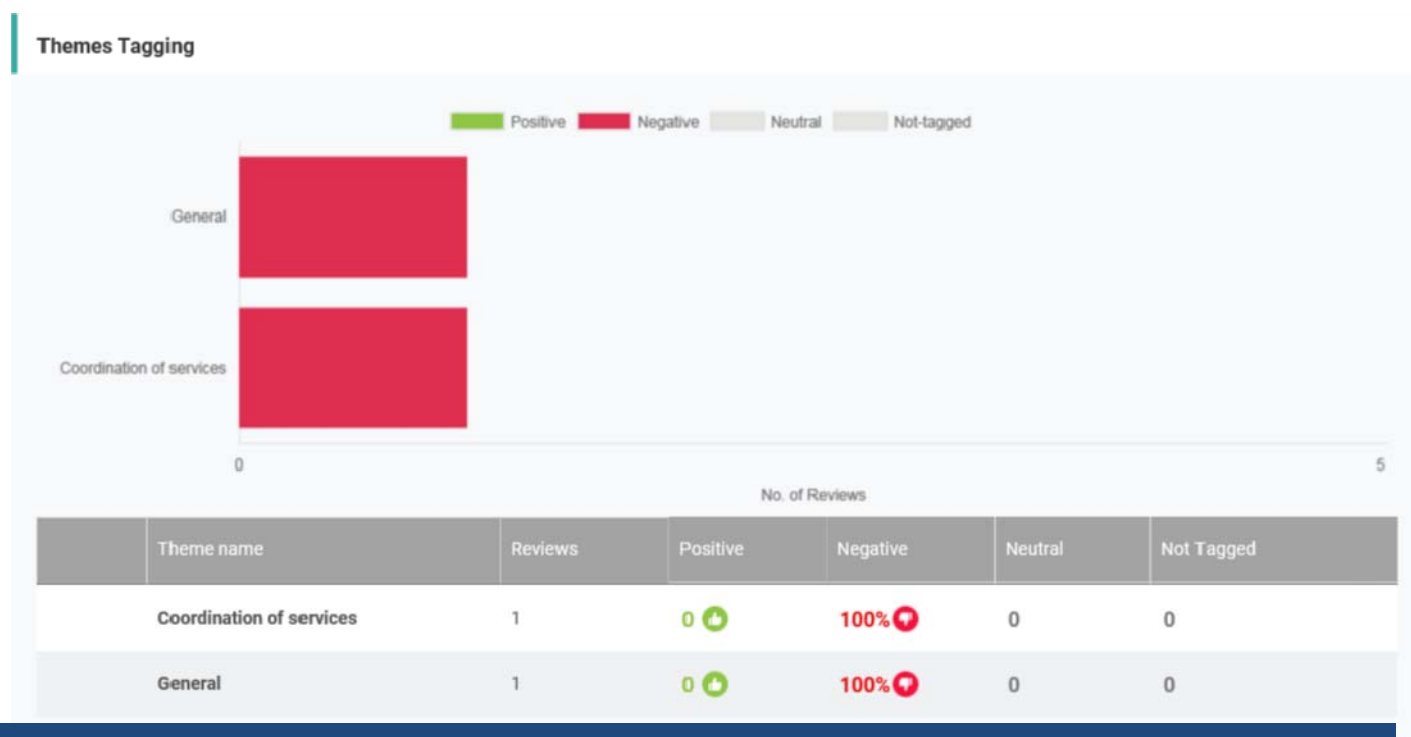 Themes Tagging
Positive Negative Neutral Not-tagged
General
Coordination of services
0 5
No. of Reviews
Theme name Reviews Positive Negative Neutral Not Tagged
Coordination of services 1 0 100% 0 0
General 1 0 100% 0 0